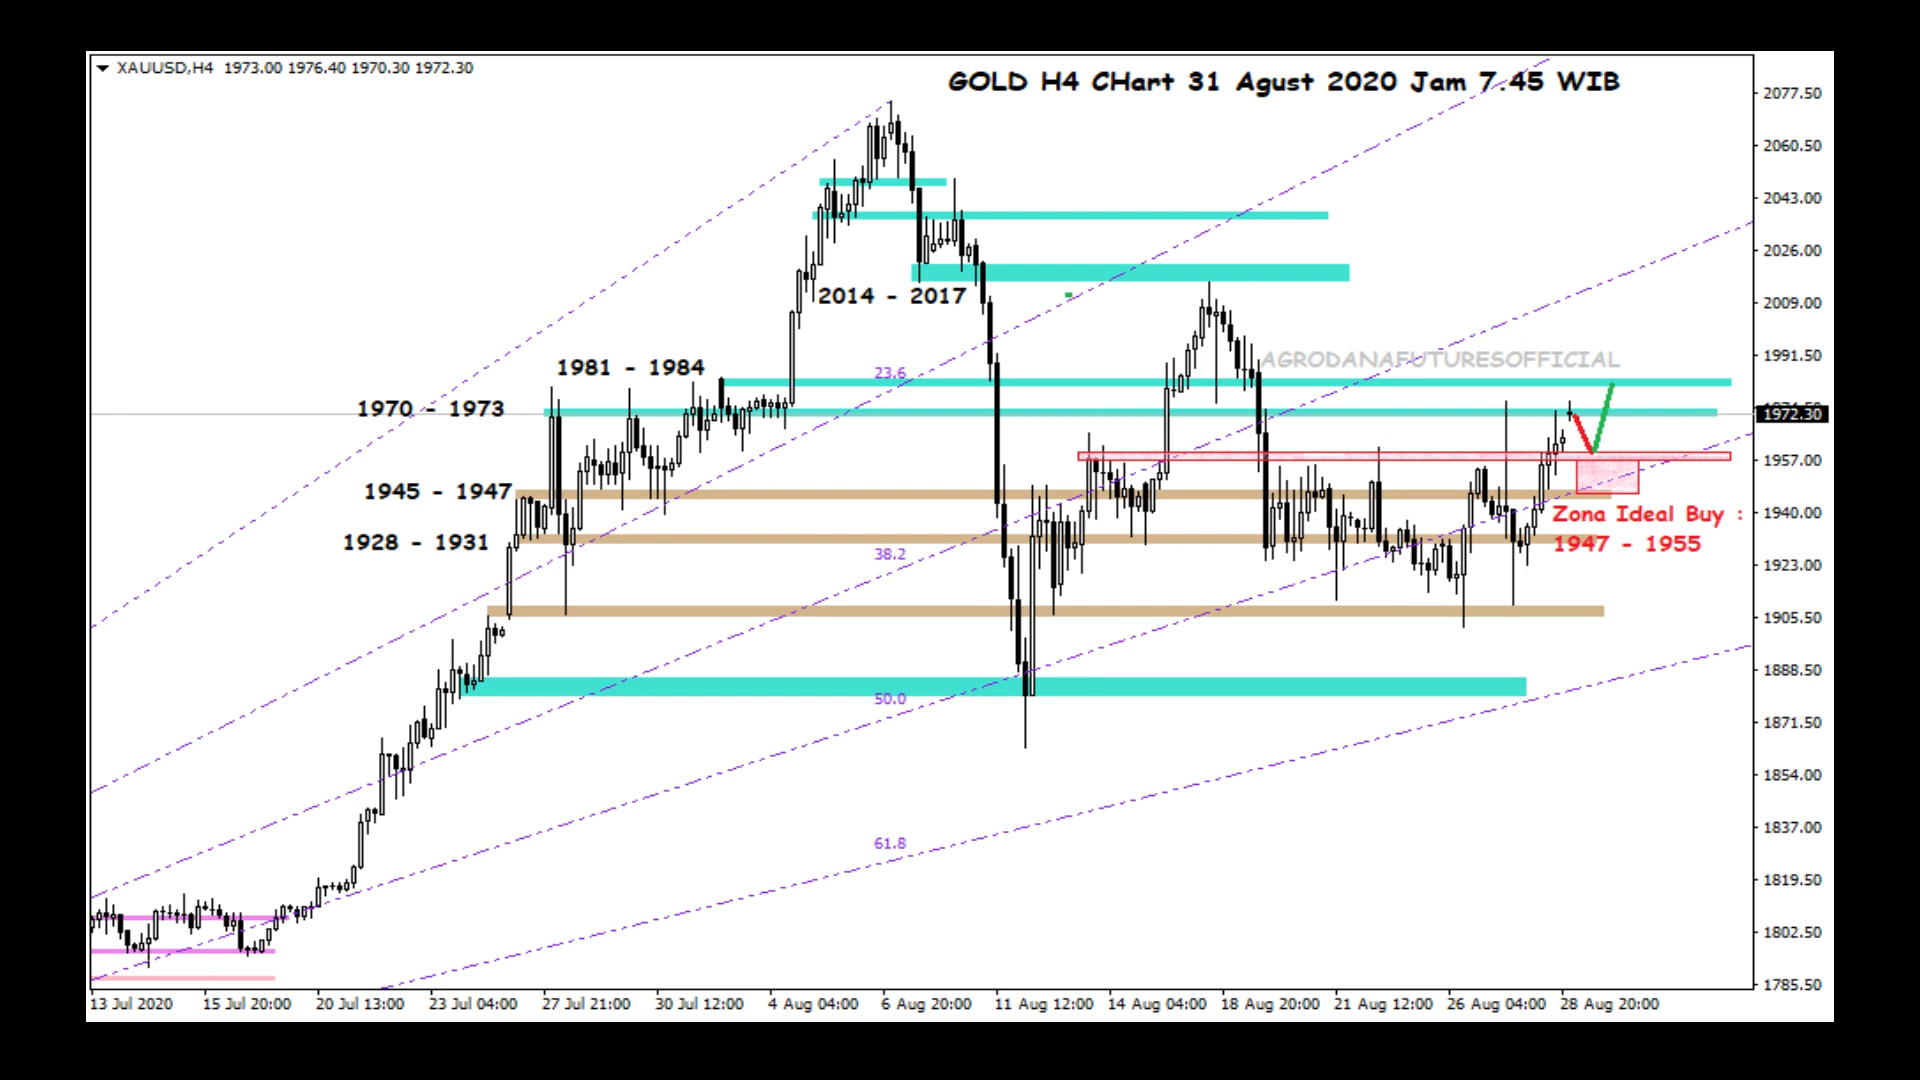 XAUUSD,H4 1973.00 1976.40 1970.30 1972.30
GOLD H4 CHart 31 Agust 2020 Jam 7.45 WIB
2077.50
2060.50
2043.00
2026.00
2014 - 2017
2009.00
1991.50
AGRODANAFUTURESOFFICIAL
1981 - 1984
23.6
1970 - 1973
1972.30
1957.00
1945 - 1947
1940.00
Zona Ideal Buy :
1947 - 1955
1928 - 1931
38.2
1923.00
1905.50
1888.50
50.0
1871.50
1854.00
1837.00
61.8
1819.50
1802.50
1785.50
13 Jul 2020 15 Jul 20:00 20 Jul 13:00 23 Jul 04:00 27 Jul 21:00 30 Jul 12:00 4 Aug 04:00 6 Aug 20:00 11 Aug 12:00 14 Aug 04:00 18 Aug 20:00 21 Aug 12:00 26 Aug 04:00 28 Aug 20:00